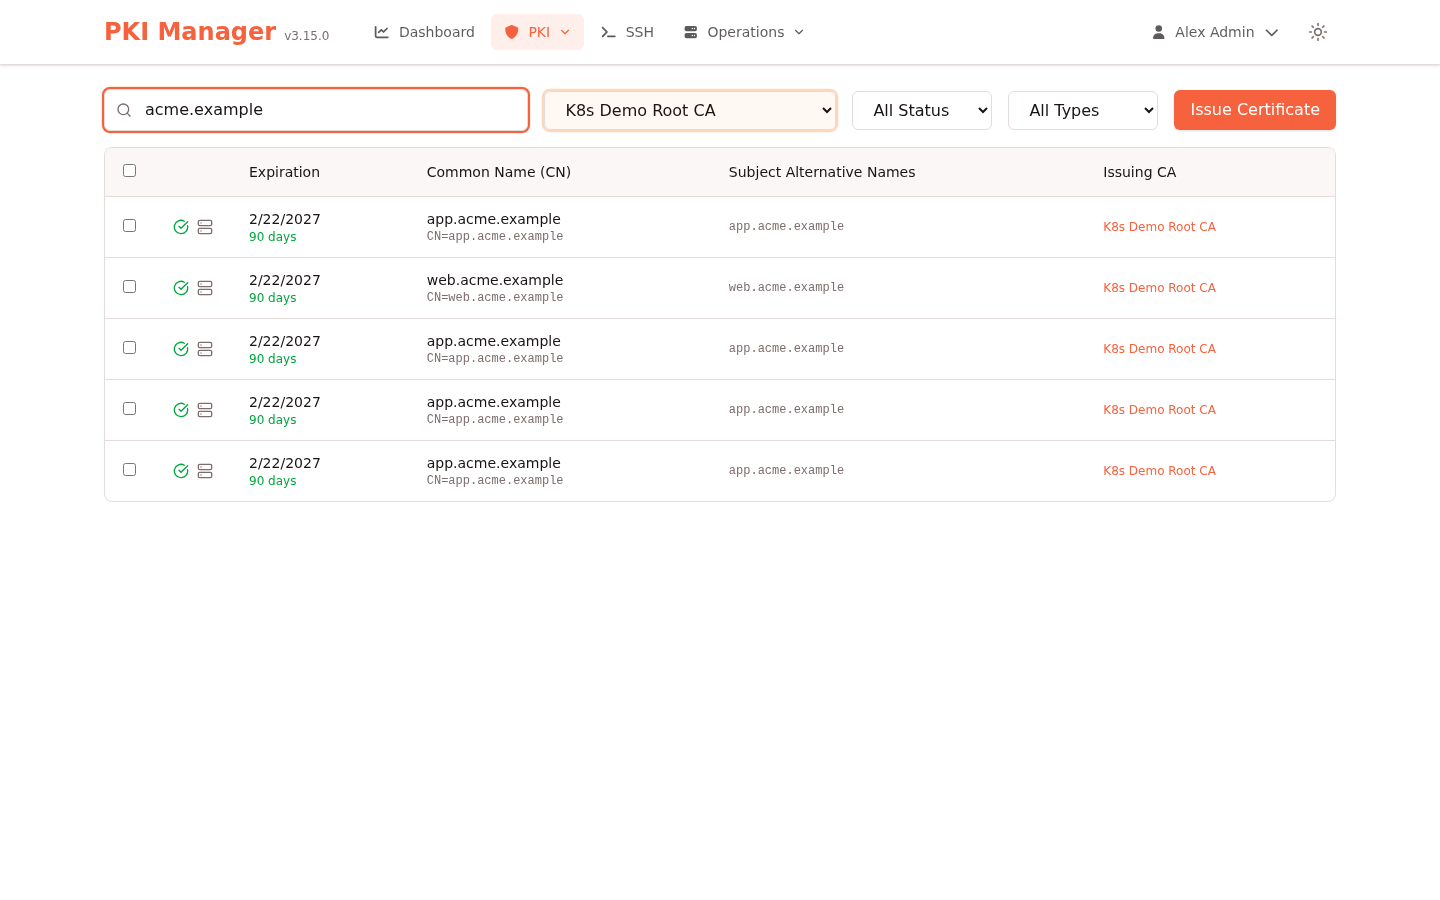 PKI Manager v3.15.0 Dashboard PKI SSH Operations Alex Admin
acme.example K8s Demo Root CA All Status All Types Issue Certificate
Expiration Common Name (CN) Subject Alternative Names Issuing CA
2/22/2027 app.acme.example app.acme.example K8s Demo Root CA
90 days CN=app.acme.example
2/22/2027 web.acme.example web.acme.example K8s Demo Root CA
90 days CN=web.acme.example
2/22/2027 app.acme.example app.acme.example K8s Demo Root CA
90 days CN=app.acme.example
2/22/2027 app.acme.example app.acme.example K8s Demo Root CA
90 days CN=app.acme.example
2/22/2027 app.acme.example app.acme.example K8s Demo Root CA
90 days CN=app.acme.example